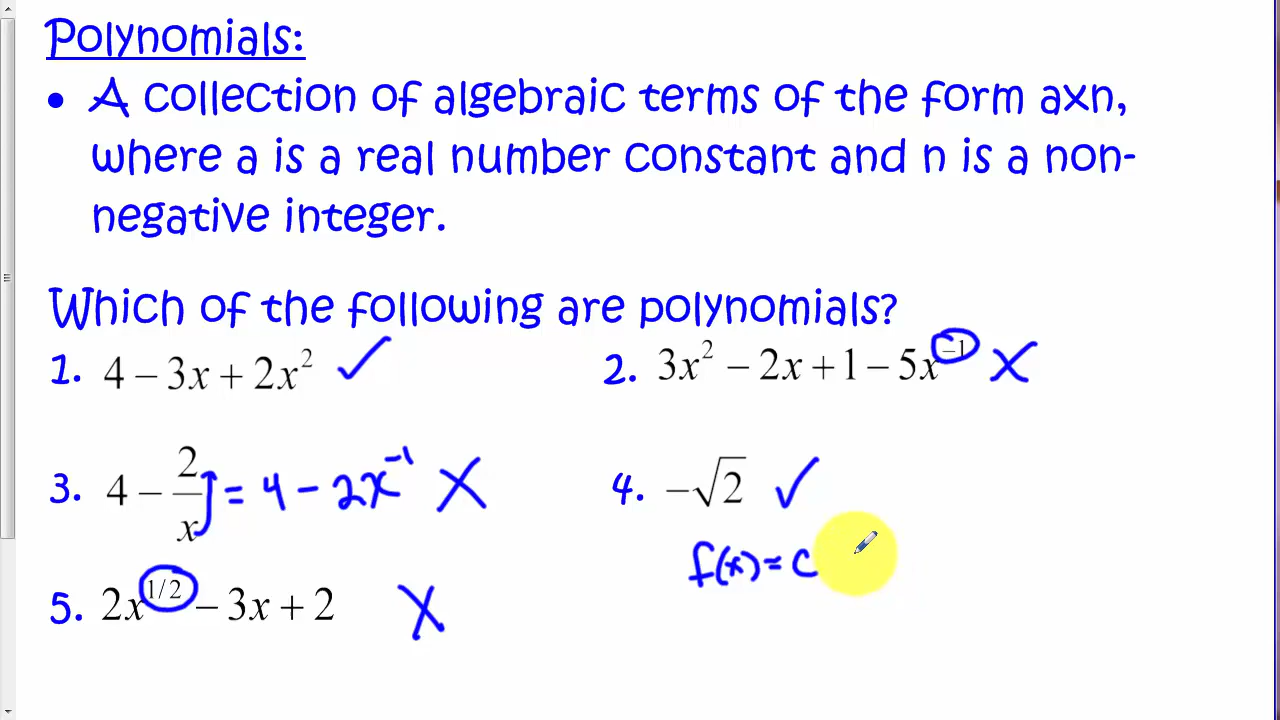 Polynomials:
• A collection of algebraic terms of the form axn,
where a is a real number constant and n is a non-
negative integer.
Which of the following are polynomials?
1. 4 − 3x + 2x² ✓
2. 3x² − 2x + 1 − 5x⁻¹ X
3. 4 − 2/x = 4 − 2x⁻¹ X
4. −√2 ✓
f(x) = c
5. 2x^(1/2) − 3x + 2 X